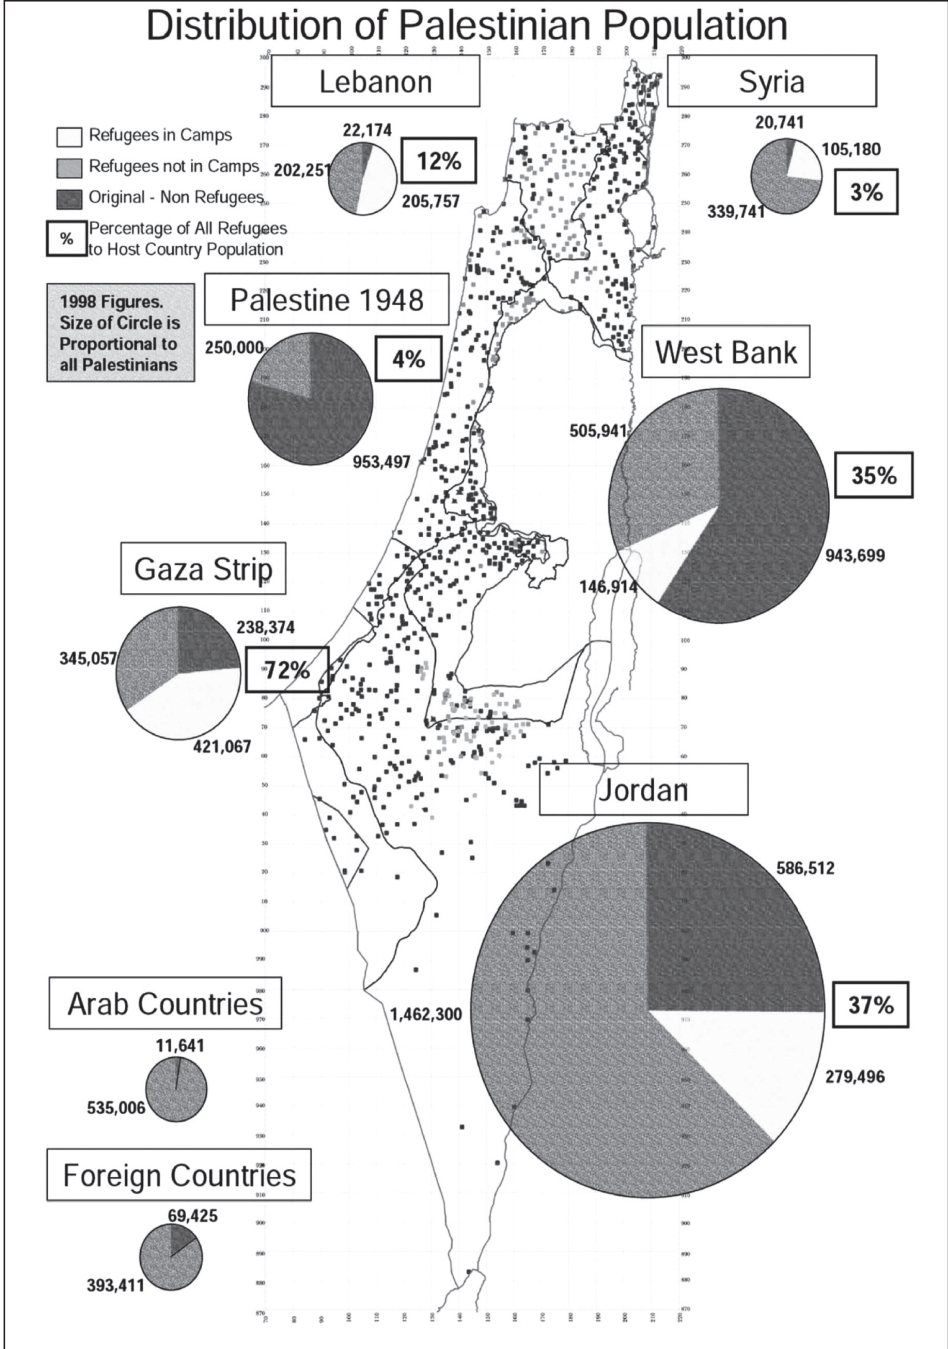 Distribution of Palestinian Population
Lebanon
Syria
Refugees in Camps
Refugees not in Camps
Original - Non Refugees
%
Percentage of All Refugees
to Host Country Population
22,174
202,251
205,757
12%
20,741
105,180
339,741
3%
1998 Figures.
Size of Circle is
Proportional to
all Palestinians
Palestine 1948
250,000
953,497
4%
West Bank
505,941
146,914
943,699
35%
Gaza Strip
238,374
345,057
421,067
72%
Jordan
586,512
1,462,300
279,496
37%
Arab Countries
11,641
535,006
Foreign Countries
69,425
393,411